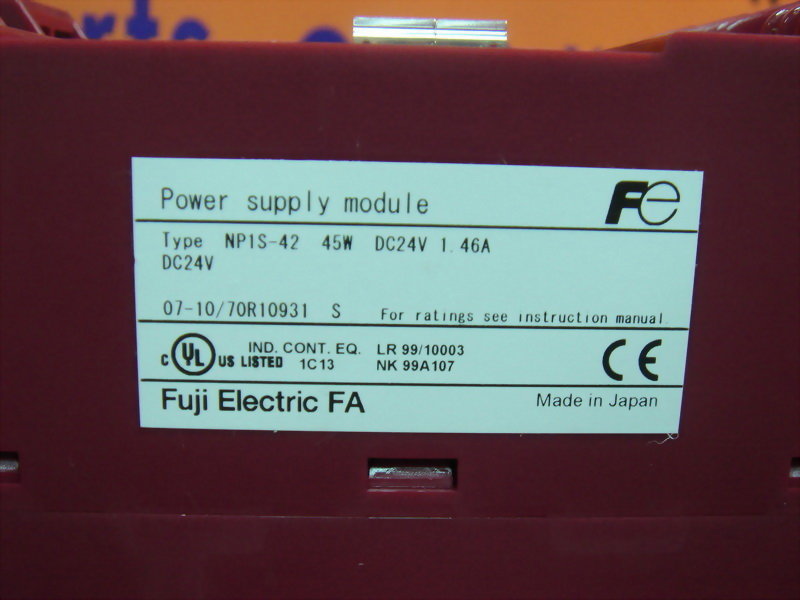 Power supply module Fe
Type NP1S-42 45W DC24V 1.46A
DC24V
07-10/70R10931 S For ratings see instruction manual
C UL US LISTED IND. CONT. EQ. 1C13 LR 99/10003
NK 99A107
CE
Fuji Electric FA Made in Japan